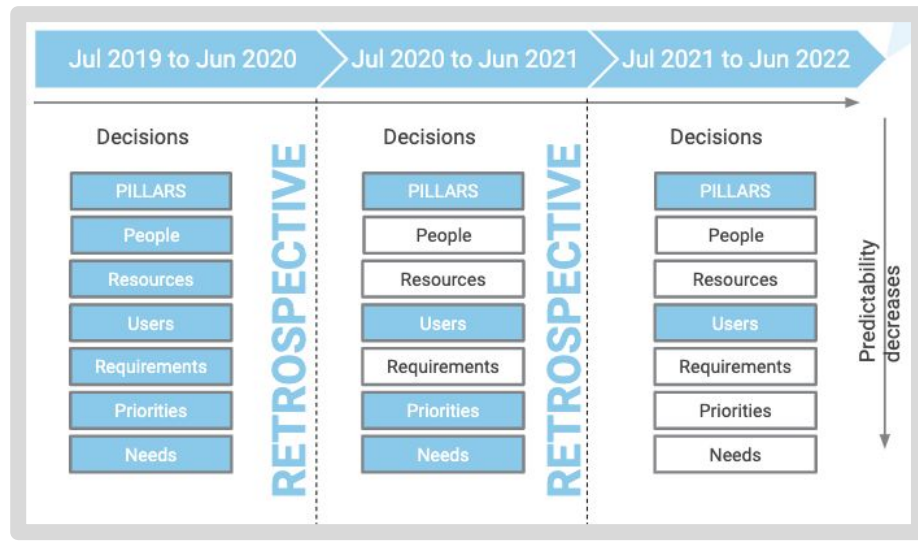 Jul 2019 to Jun 2020
Jul 2020 to Jun 2021
Jul 2021 to Jun 2022
Decisions
PILLARS
People
Resources
Users
Requirements
Priorities
Needs
RETROSPECTIVE
Decisions
PILLARS
People
Resources
Users
Requirements
Priorities
Needs
RETROSPECTIVE
Decisions
PILLARS
People
Resources
Users
Requirements
Priorities
Needs
Predictability
decreases